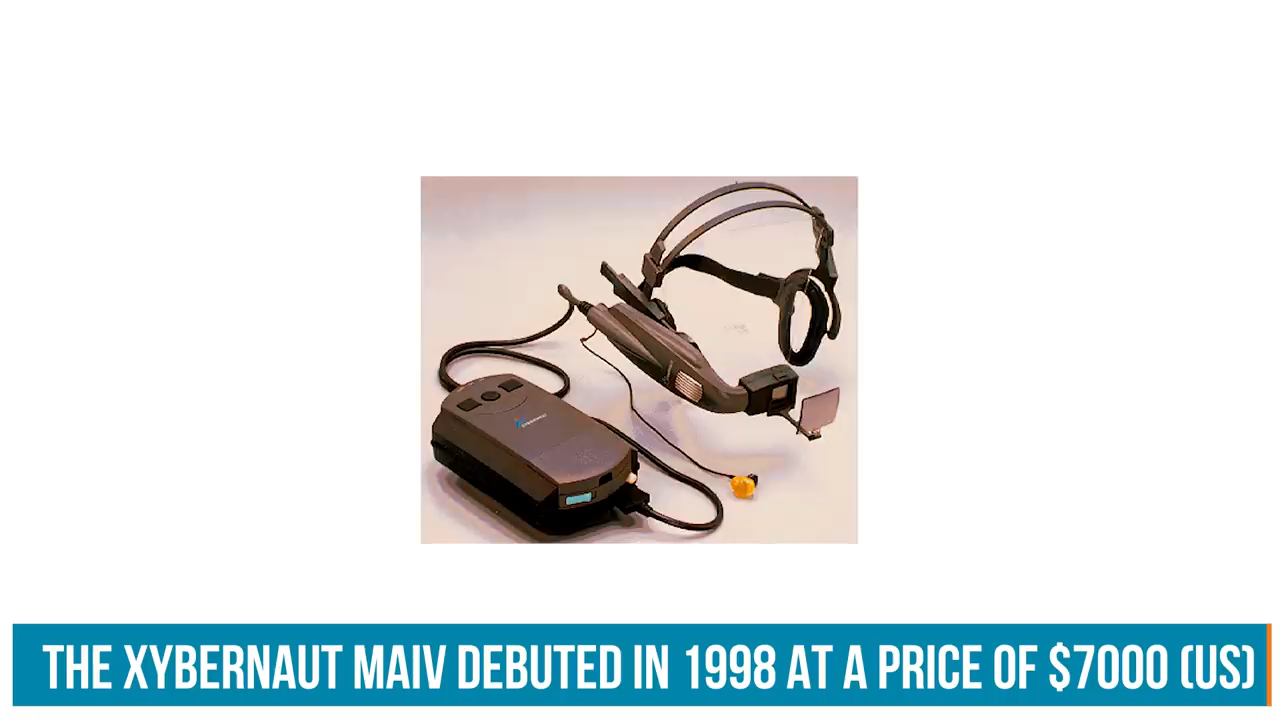 THE XYBERNAUT MAIV DEBUTED IN 1998 AT A PRICE OF $7000 (US)